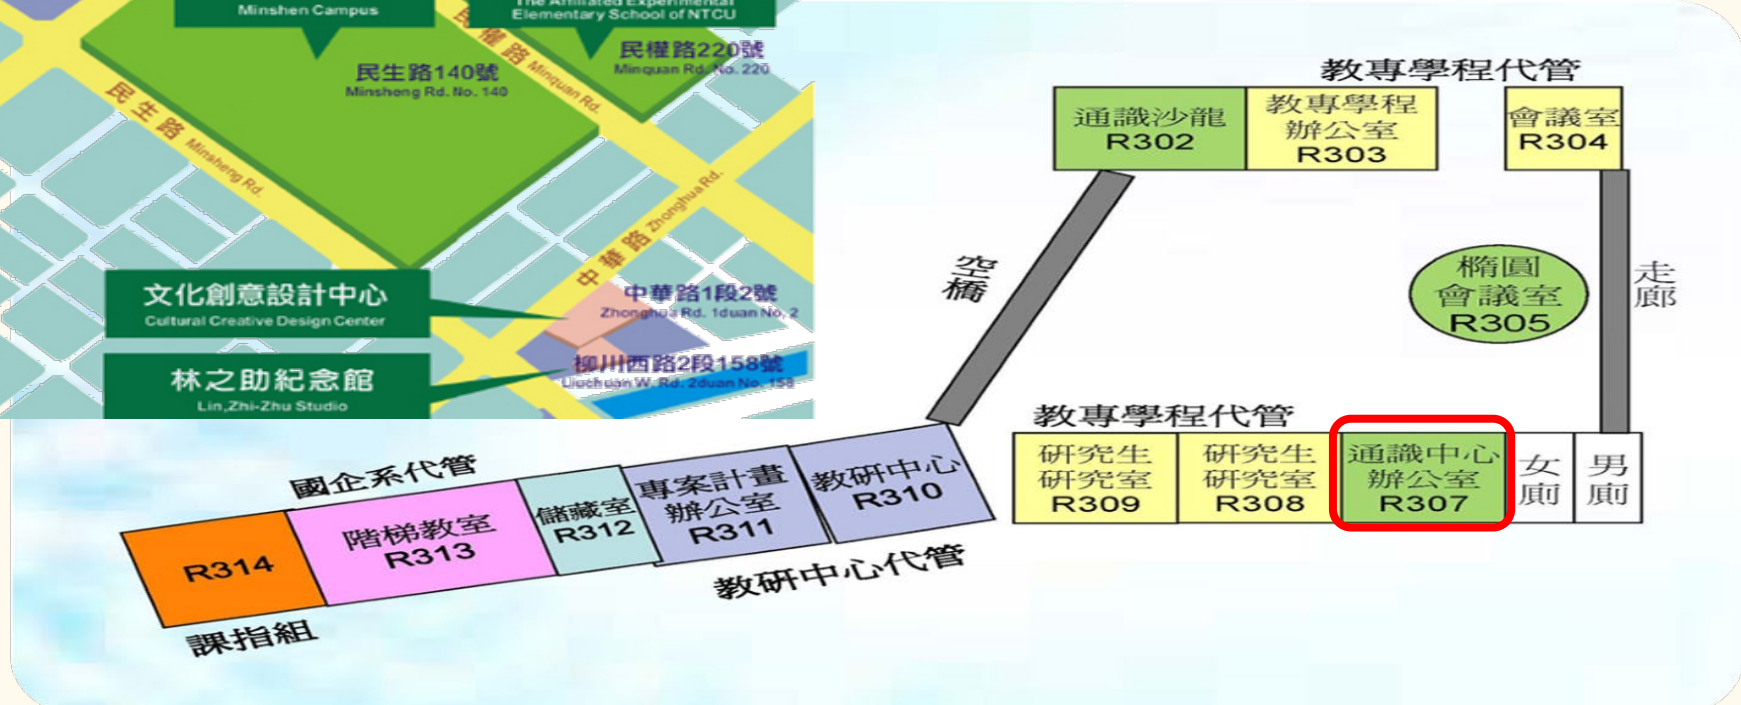 Minshen Campus
The Affiliated Experimental
Elementary School of NTCU
民權路220號
Minquan Rd. No. 220
民生路140號
Minsheng Rd. No. 140
民權路 Minquan Rd.
民生路 Minsheng Rd.
中華路 Zhonghua Rd.
文化創意設計中心
Cultural Creative Design Center
中華路1段2號
Zhonghua Rd. 1duan No. 2
林之助紀念館
Lin,Zhi-Zhu Studio
柳川西路2段158號
Liuchuan W. Rd. 2duan No. 158
教專學程代管
通識沙龍
R302
教專學程
辦公室
R303
會議室
R304
空橋
橢圓
會議室
R305
走廊
教專學程代管
研究生
研究室
R309
研究生
研究室
R308
通識中心
辦公室
R307
女廁
男廁
國企系代管
R314
階梯教室
R313
儲藏室
R312
專案計畫
辦公室
R311
教研中心
R310
教研中心代管
課指組